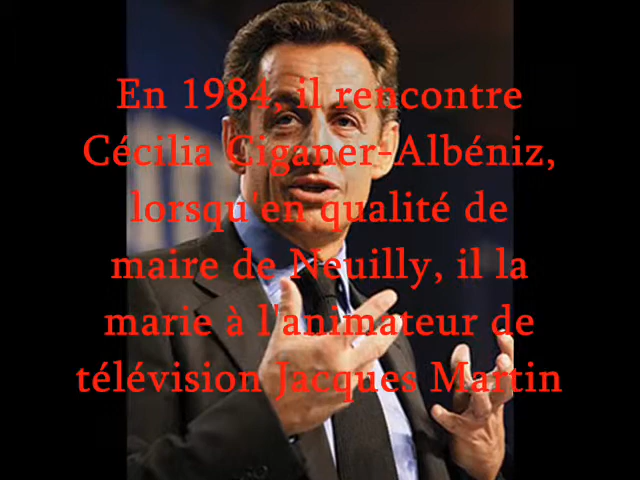 En 1984, il rencontre
Cécilia Ciganer-Albéniz,
lorsqu'en qualité de
maire de Neuilly, il la
marie à l'animateur de
télévision Jacques Martin